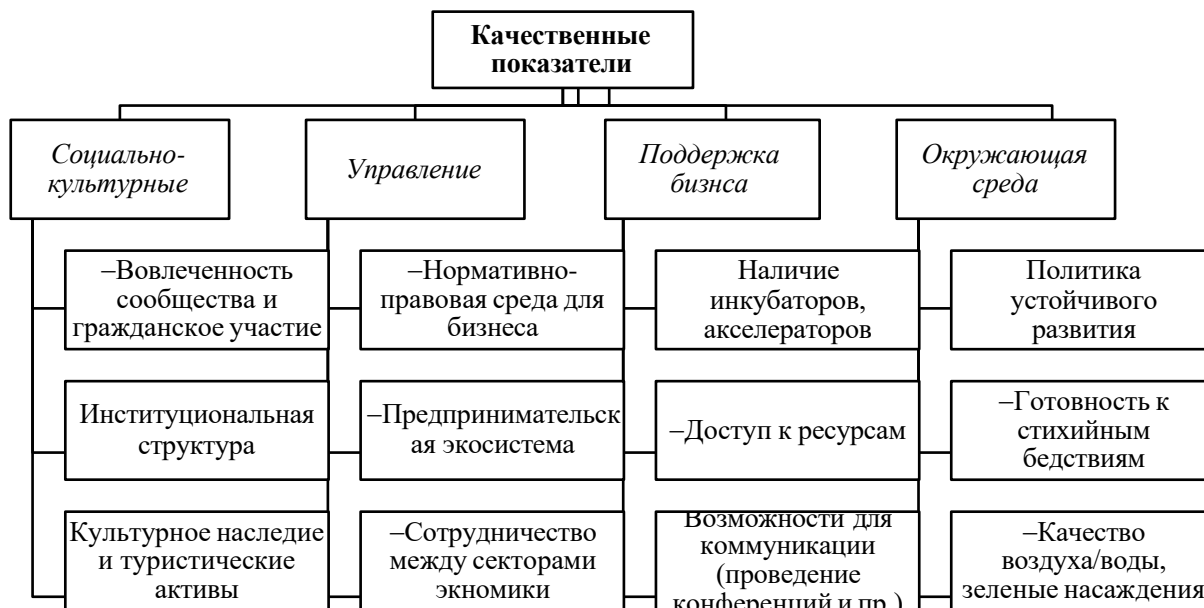 Качественные
показатели
Социально-
культурные
Управление
Поддержка
бизнса
Окружающая
среда
–Вовлеченность
сообщества и
гражданское участие
–Нормативно-
правовая среда для
бизнеса
Наличие
инкубаторов,
акселераторов
Политика
устойчивого
развития
Институциональная
структура
–Предпринимательск
ая экосистема
–Доступ к ресурсам
–Готовность к
стихийным
бедствиям
Культурное наследие
и туристические
активы
–Сотрудничество
между секторами
экномики
Возможности для
коммуникации
(проведение
конференций и пр.)
–Качество
воздуха/воды,
зеленые насаждения